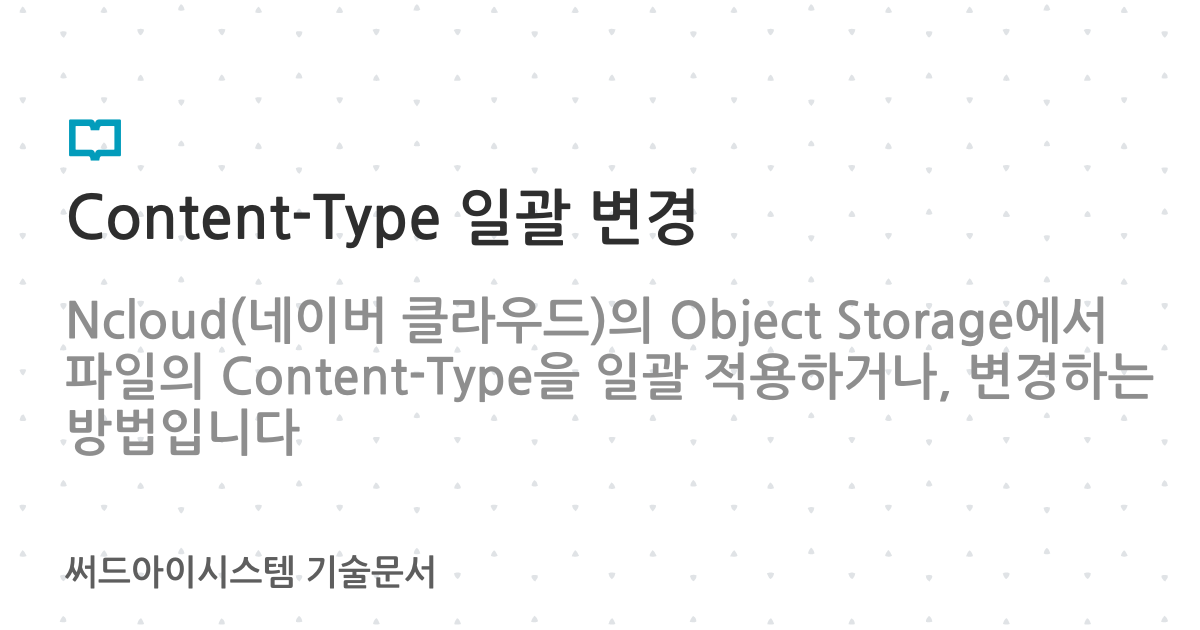 Content-Type 일괄 변경
Ncloud(네이버 클라우드)의 Object Storage에서
파일의 Content-Type을 일괄 적용하거나, 변경하는
방법입니다
써드아이시스템 기술문서